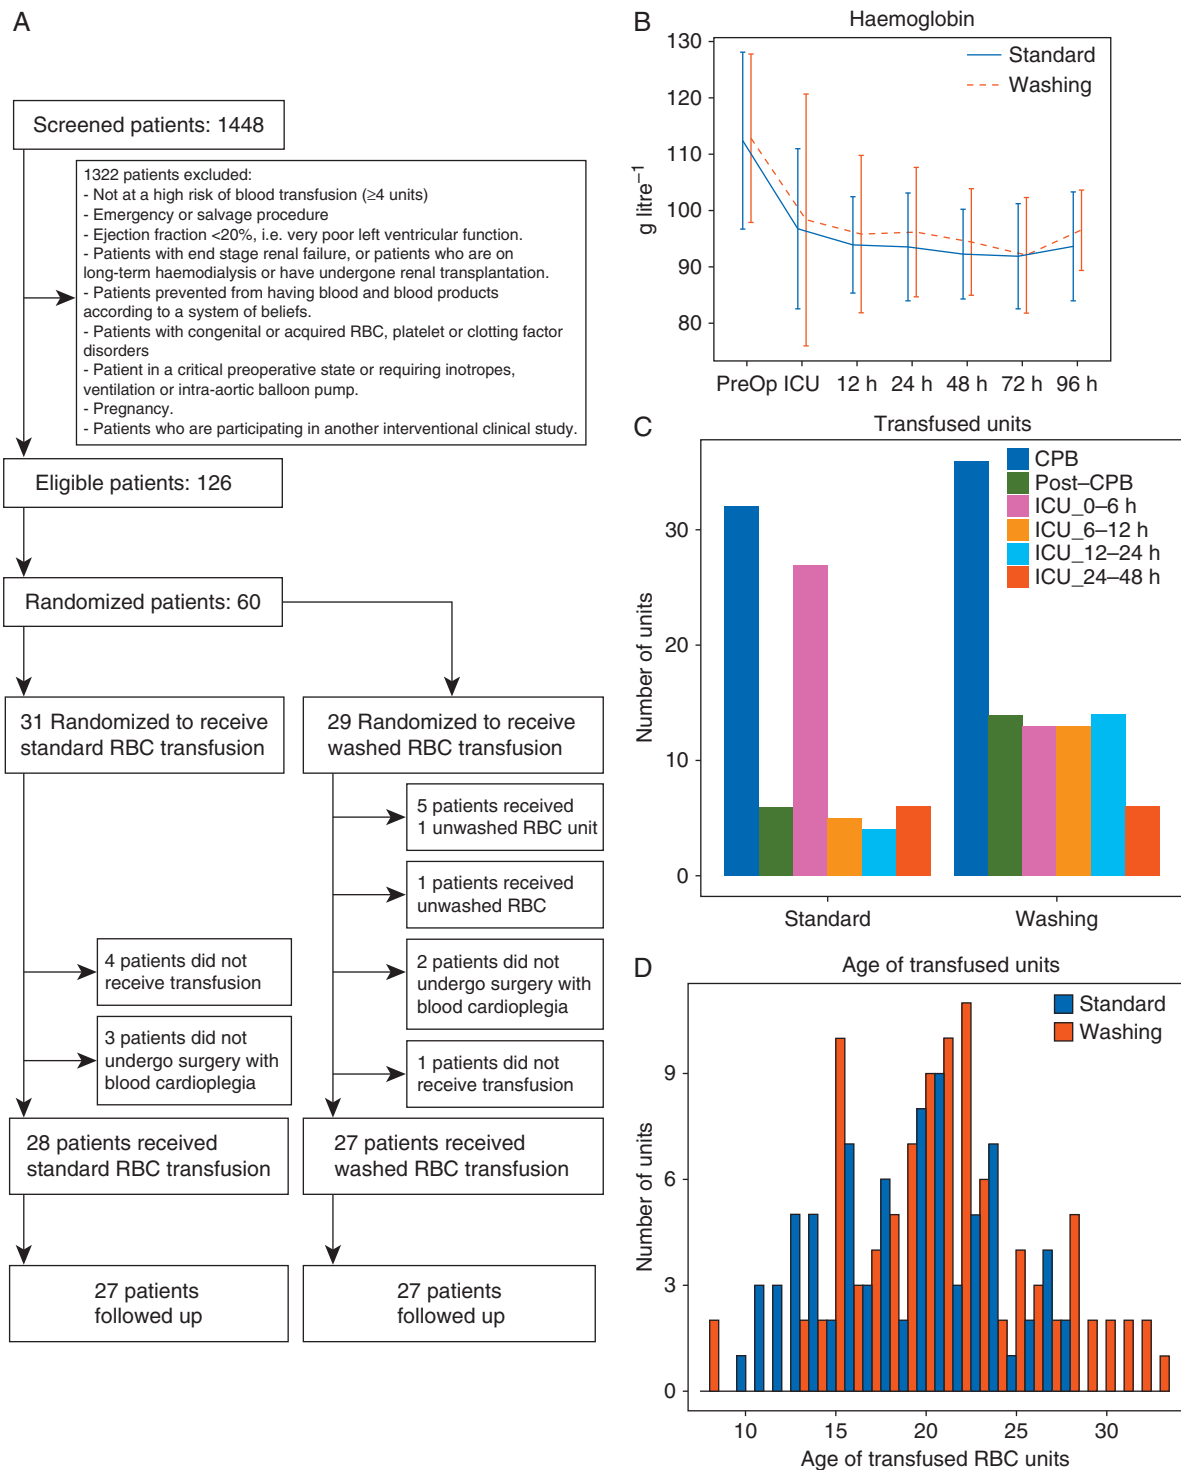 A
Screened patients: 1448
1322 patients excluded:
- Not at a high risk of blood transfusion (≥4 units)
- Emergency or salvage procedure
- Ejection fraction <20%, i.e. very poor left ventricular function.
- Patients with end stage renal failure, or patients who are on
long-term haemodialysis or have undergone renal transplantation.
- Patients prevented from having blood and blood products
according to a system of beliefs.
- Patients with congenital or acquired RBC, platelet or clotting factor
disorders
- Patient in a critical preoperative state or requiring inotropes,
ventilation or intra-aortic balloon pump.
- Pregnancy.
- Patients who are participating in another interventional clinical study.
Eligible patients: 126
Randomized patients: 60
31 Randomized to receive
standard RBC transfusion
29 Randomized to receive
washed RBC transfusion
5 patients received
1 unwashed RBC unit
1 patients received
unwashed RBC
4 patients did not
receive transfusion
2 patients did not
undergo surgery with
blood cardioplegia
3 patients did not
undergo surgery with
blood cardioplegia
1 patients did not
receive transfusion
28 patients received
standard RBC transfusion
27 patients received
washed RBC transfusion
27 patients
followed up
27 patients
followed up
B
Haemoglobin
Standard
Washing
g litre⁻¹
130
120
110
100
90
80
PreOp ICU 12 h 24 h 48 h 72 h 96 h
C
Transfused units
CPB
Post–CPB
ICU_0–6 h
ICU_6–12 h
ICU_12–24 h
ICU_24–48 h
Number of units
30
20
10
0
Standard Washing
D
Age of transfused units
Standard
Washing
Number of units
9
6
3
0
10 15 20 25 30
Age of transfused RBC units